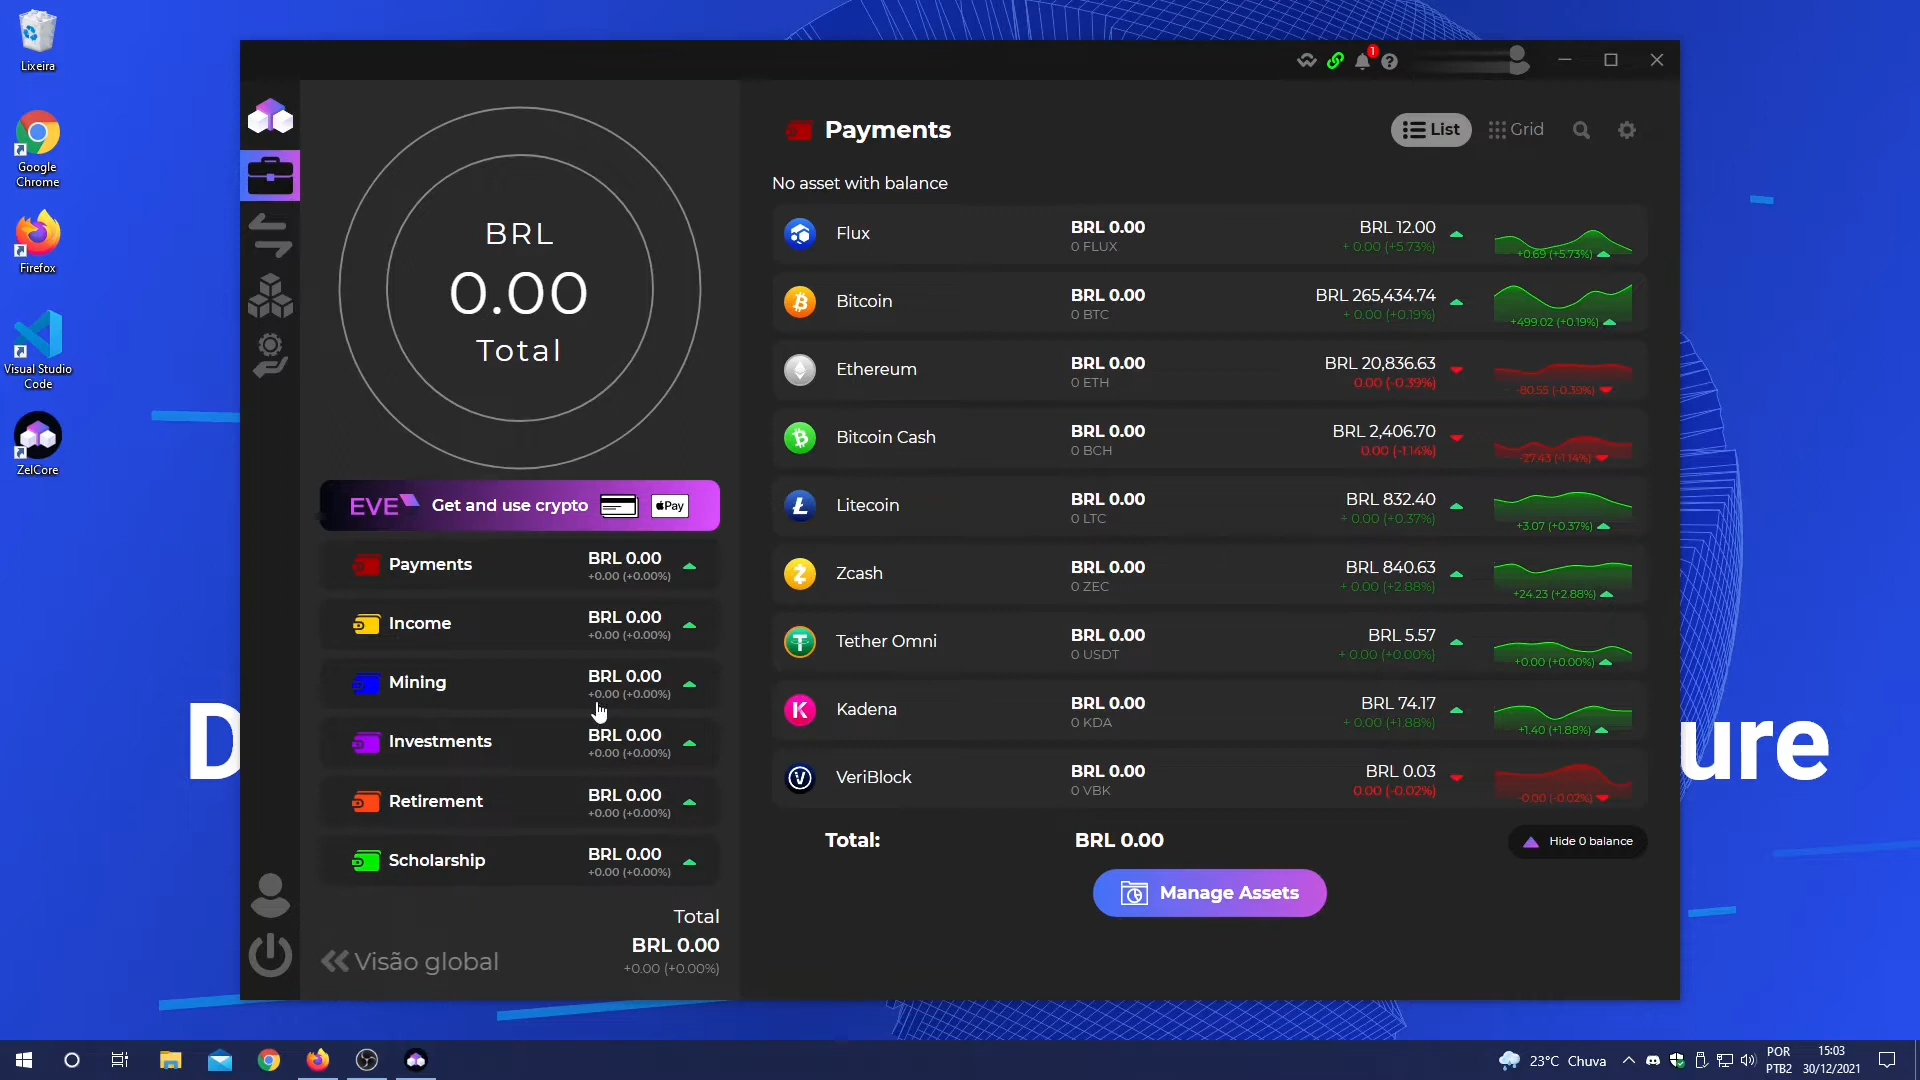 Lixeira
Google
Chrome
Firefox
Visual Studio
Code
ZelCore
1
BRL
0.00
Total
EVE Get and use crypto Pay
Payments BRL 0.00
+0.00 (+0.00%)
Income BRL 0.00
+0.00 (+0.00%)
Mining BRL 0.00
+0.00 (+0.00%)
Investments BRL 0.00
+0.00 (+0.00%)
Retirement BRL 0.00
+0.00 (+0.00%)
Scholarship BRL 0.00
+0.00 (+0.00%)
Total
BRL 0.00
+0.00 (+0.00%)
Visão global
Payments
List Grid
No asset with balance
Flux BRL 0.00 BRL 12.00
0 FLUX + 0.00 (+5.73%) +0.69 (+5.73%)
Bitcoin BRL 0.00 BRL 265,434.74
0 BTC + 0.00 (+0.19%) +499.02 (+0.19%)
Ethereum BRL 0.00 BRL 20,836.63
0 ETH 0.00 (-0.39%) -80.55 (-0.39%)
Bitcoin Cash BRL 0.00 BRL 2,406.70
0 BCH 0.00 (-1.14%) -27.43 (-1.14%)
Litecoin BRL 0.00 BRL 832.40
0 LTC + 0.00 (+0.37%) +3.07 (+0.37%)
Zcash BRL 0.00 BRL 840.63
0 ZEC + 0.00 (+2.88%) +24.23 (+2.88%)
Tether Omni BRL 0.00 BRL 5.57
0 USDT + 0.00 (+0.00%) +0.00 (+0.00%)
Kadena BRL 0.00 BRL 74.17
0 KDA + 0.00 (+1.88%) +1.40 (+1.88%)
VeriBlock BRL 0.00 BRL 0.03
0 VBK 0.00 (-0.02%) -0.00 (-0.02%)
Total: BRL 0.00 Hide 0 balance
Manage Assets
D
ure
23°C Chuva
POR
PTB2
15:03
30/12/2021